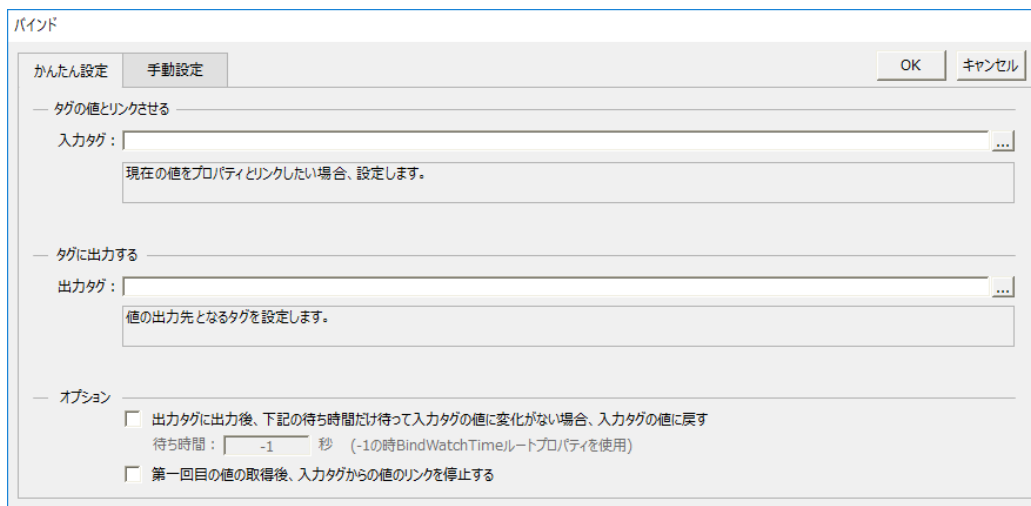 バインド
かんたん設定 手動設定 OK キャンセル
タグの値とリンクさせる
入力タグ： ...
現在の値をプロパティとリンクしたい場合、設定します。
タグに出力する
出力タグ： ...
値の出力先となるタグを設定します。
オプション
出力タグに出力後、下記の待ち時間だけ待って入力タグの値に変化がない場合、入力タグの値に戻す
待ち時間： -1 秒 (-1の時BindWatchTimeルートプロパティを使用)
第一回目の値の取得後、入力タグからの値のリンクを停止する